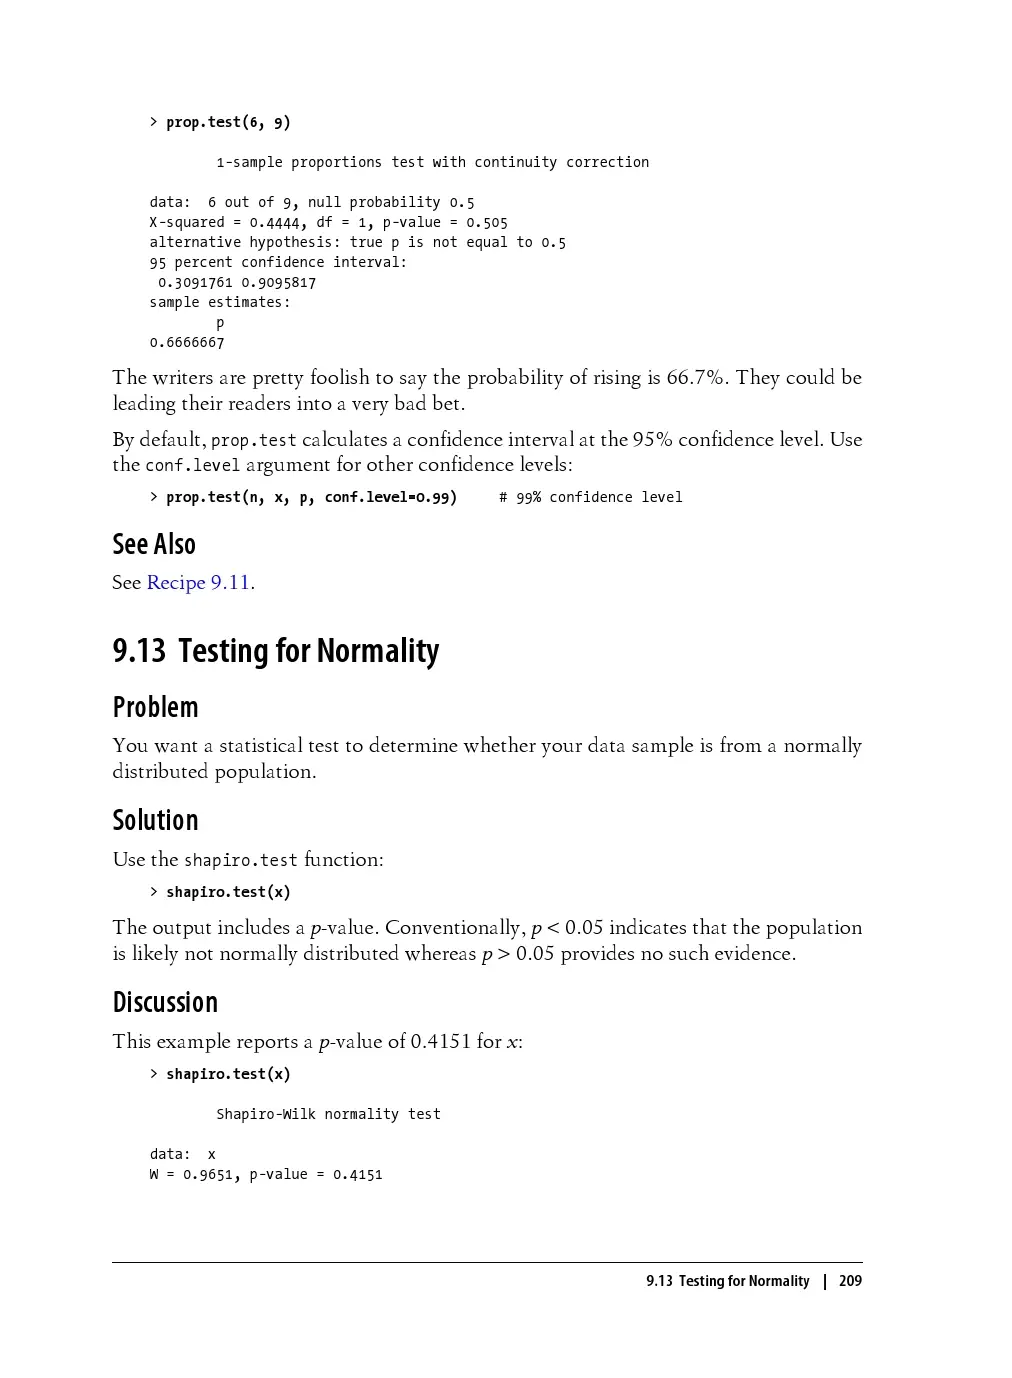 > prop.test(6, 9)
1-sample proportions test with continuity correction
data:  6 out of 9, null probability 0.5
X-squared = 0.4444, df = 1, p-value = 0.505
alternative hypothesis: true p is not equal to 0.5
95 percent confidence interval:
0.3091761 0.9095817
sample estimates:
p
0.6666667
The writers are pretty foolish to say the probability of rising is 66.7%. They could be
leading their readers into a very bad bet.
By default, prop.test calculates a confidence interval at the 95% confidence level. Use
the conf.level argument for other confidence levels:
> prop.test(n, x, p, conf.level=0.99)     # 99% confidence level
See Also
See Recipe 9.11.
9.13 Testing for Normality
Problem
You want a statistical test to determine whether your data sample is from a normally
distributed population.
Solution
Use the shapiro.test function:
> shapiro.test(x)
The output includes a p-value. Conventionally, p < 0.05 indicates that the population
is likely not normally distributed whereas p > 0.05 provides no such evidence.
Discussion
This example reports a p-value of 0.4151 for x:
> shapiro.test(x)
Shapiro-Wilk normality test
data:  x
W = 0.9651, p-value = 0.4151
9.13 Testing for Normality | 209